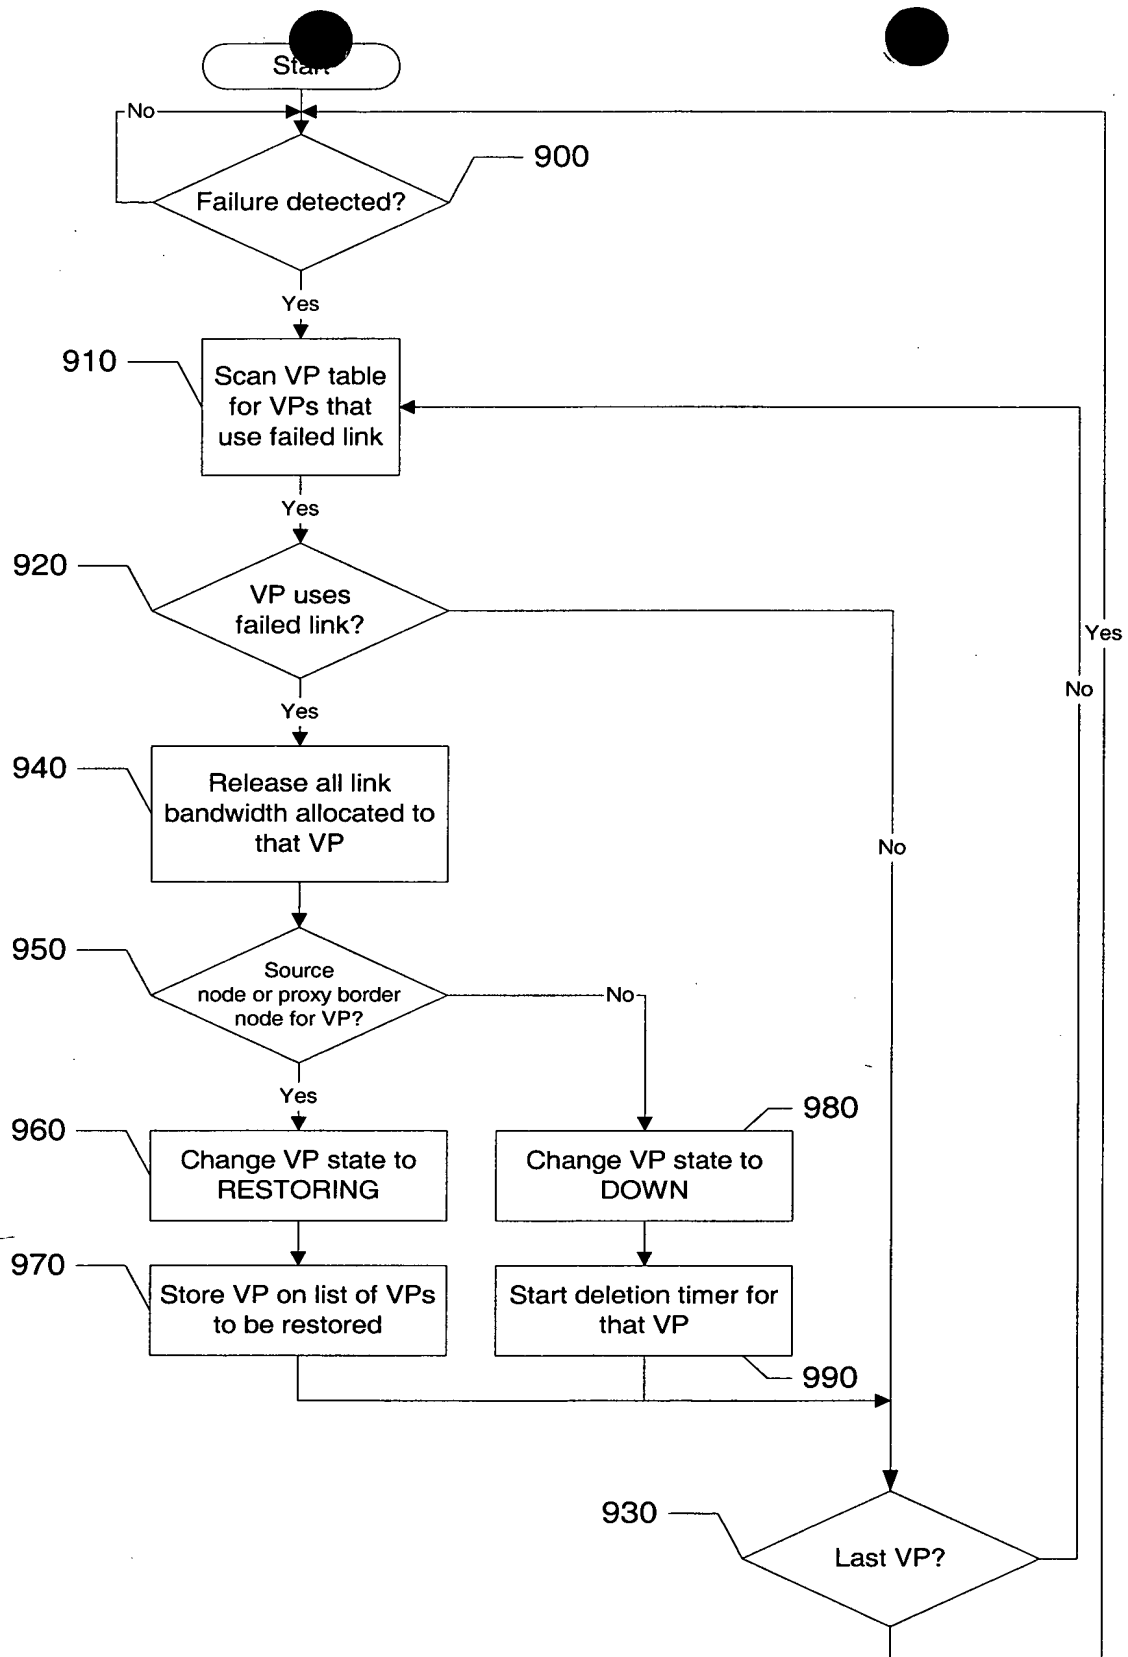 Start
No
900
Failure detected?
Yes
910
Scan VP table
for VPs that
use failed link
Yes
920
VP uses
failed link?
Yes
No
Yes
940
Release all link
bandwidth allocated to
that VP
No
950
Source
node or proxy border
node for VP?
No
Yes
960
Change VP state to
RESTORING
980
Change VP state to
DOWN
970
Store VP on list of VPs
to be restored
Start deletion timer for
that VP
990
930
Last VP?